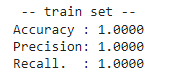 -- train set --
Accuracy : 1.0000
Precision: 1.0000
Recall.  : 1.0000